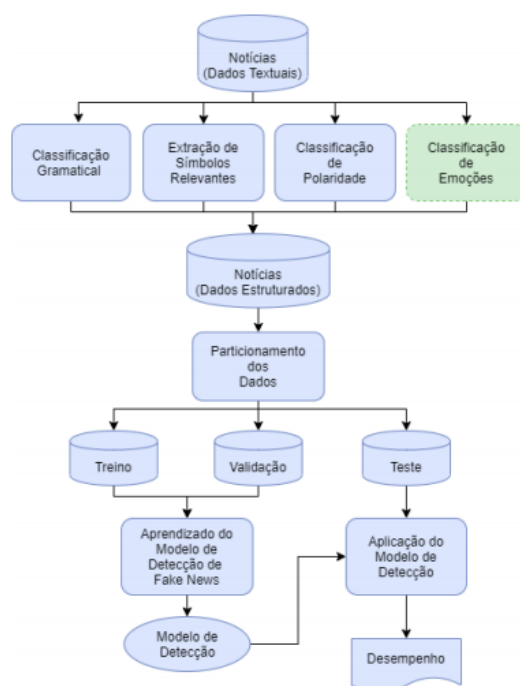 Notícias
(Dados Textuais)
Classificação
Gramatical
Extração de
Símbolos
Relevantes
Classificação
de
Polaridade
Classificação
de
Emoções
Notícias
(Dados Estruturados)
Particionamento
dos
Dados
Treino
Validação
Teste
Aprendizado do
Modelo de
Detecção de
Fake News
Aplicação do
Modelo de
Detecção
Modelo de
Detecção
Desempenho